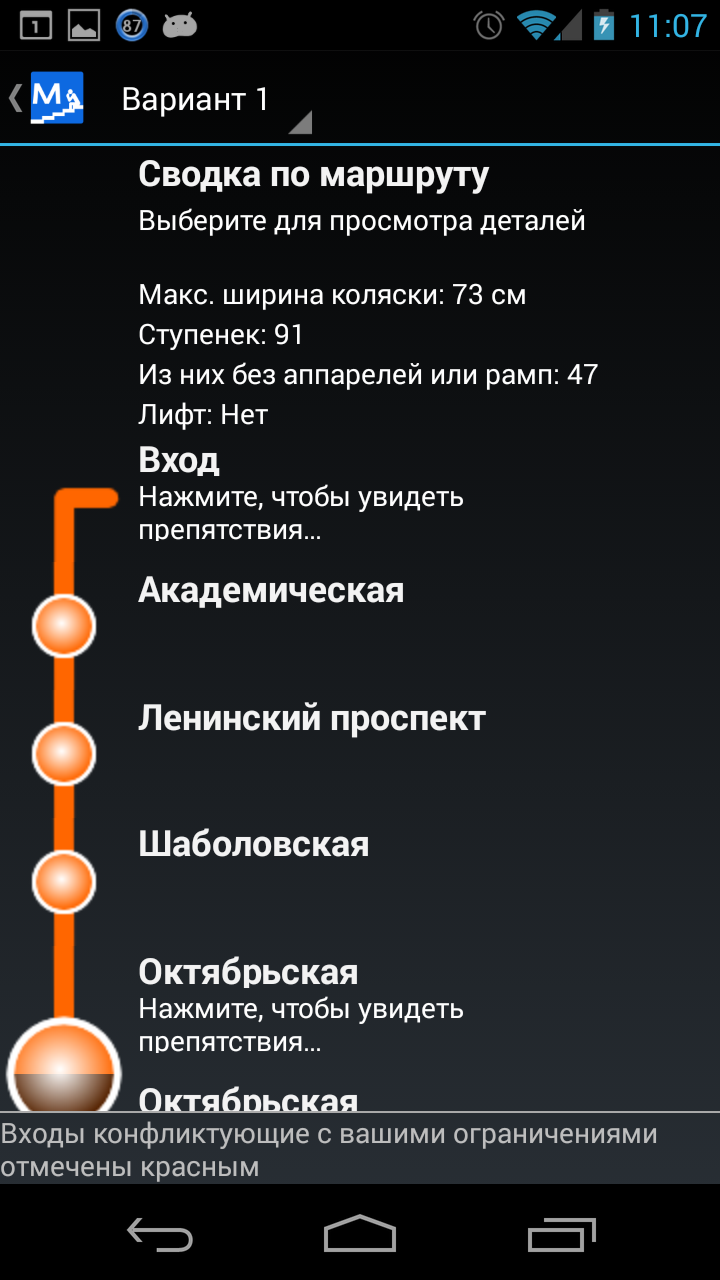 1 87 11:07
M Вариант 1
Сводка по маршруту
Выберите для просмотра деталей
Макс. ширина коляски: 73 см
Ступенек: 91
Из них без аппарелей или рамп: 47
Лифт: Нет
Вход
Нажмите, чтобы увидеть
препятствия...
Академическая
Ленинский проспект
Шаболовская
Октябрьская
Нажмите, чтобы увидеть
препятствия...
Октябрьская
Входы конфликтующие с вашими ограничениями
отмечены красным